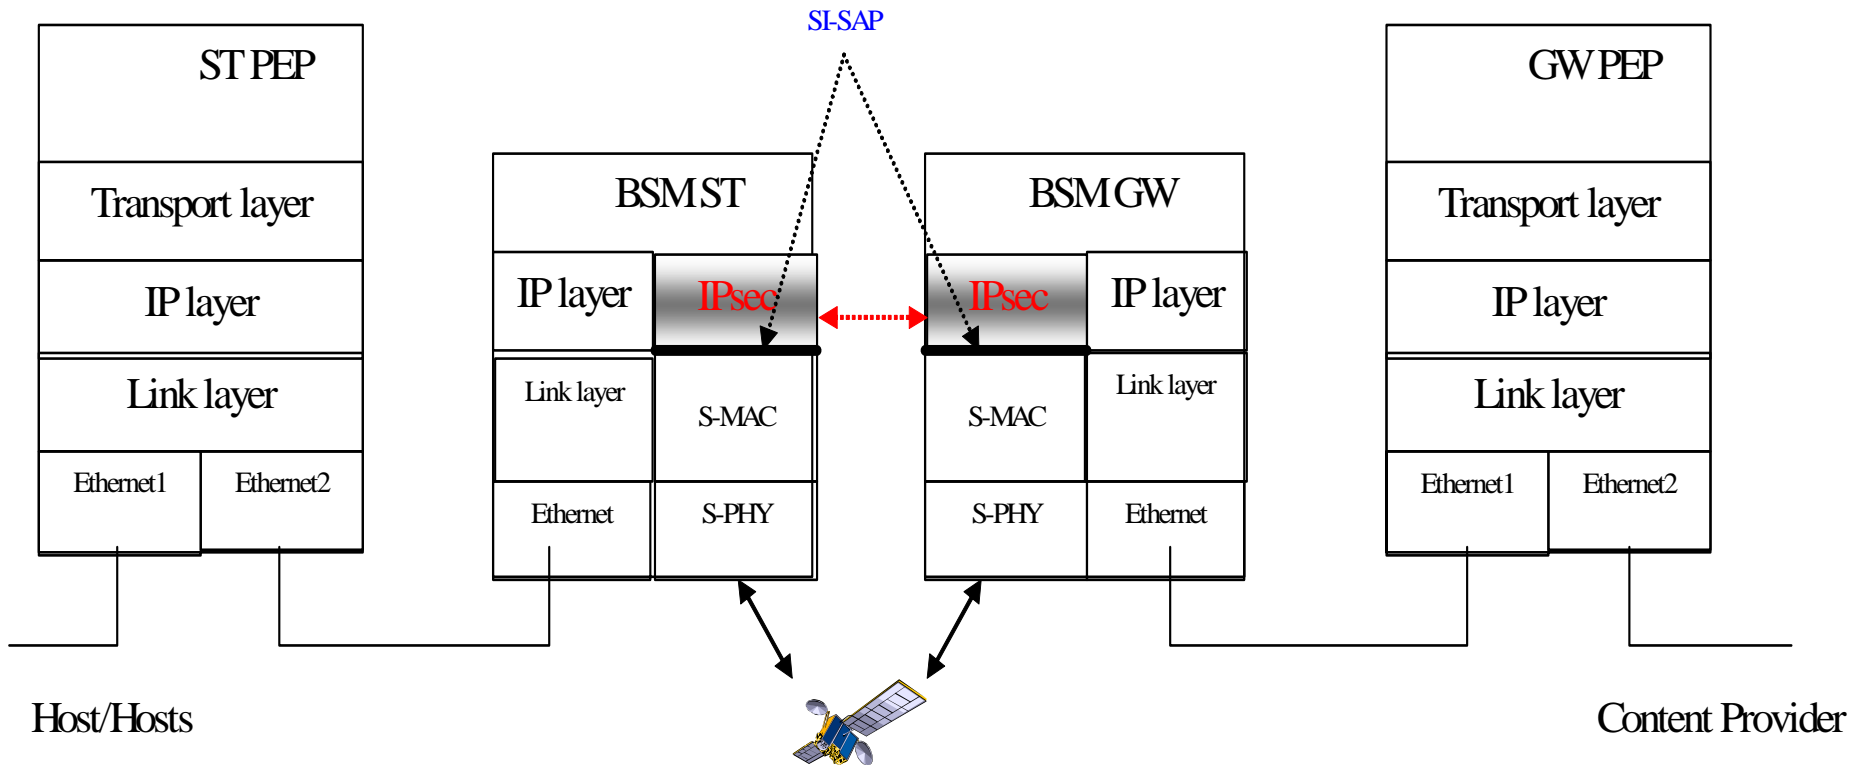 SI-SAP
ST PEP
Transport layer
IP layer
Link layer
Ethernet1
Ethernet2
BSM ST
IP layer
IPsec
Link layer
S-MAC
Ethernet
S-PHY
BSM GW
IPsec
IP layer
S-MAC
Link layer
S-PHY
Ethernet
GW PEP
Transport layer
IP layer
Link layer
Ethernet1
Ethernet2
Host/Hosts
Content Provider